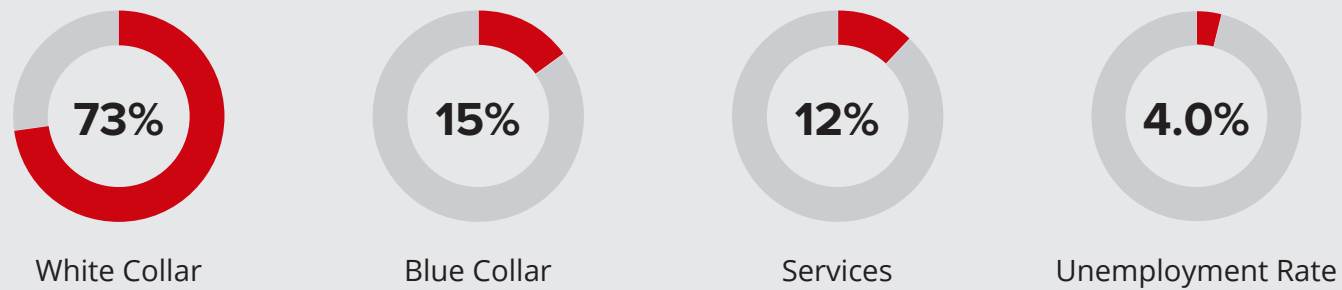 73%
15%
12%
4.0%
White Collar
Blue Collar
Services
Unemployment Rate